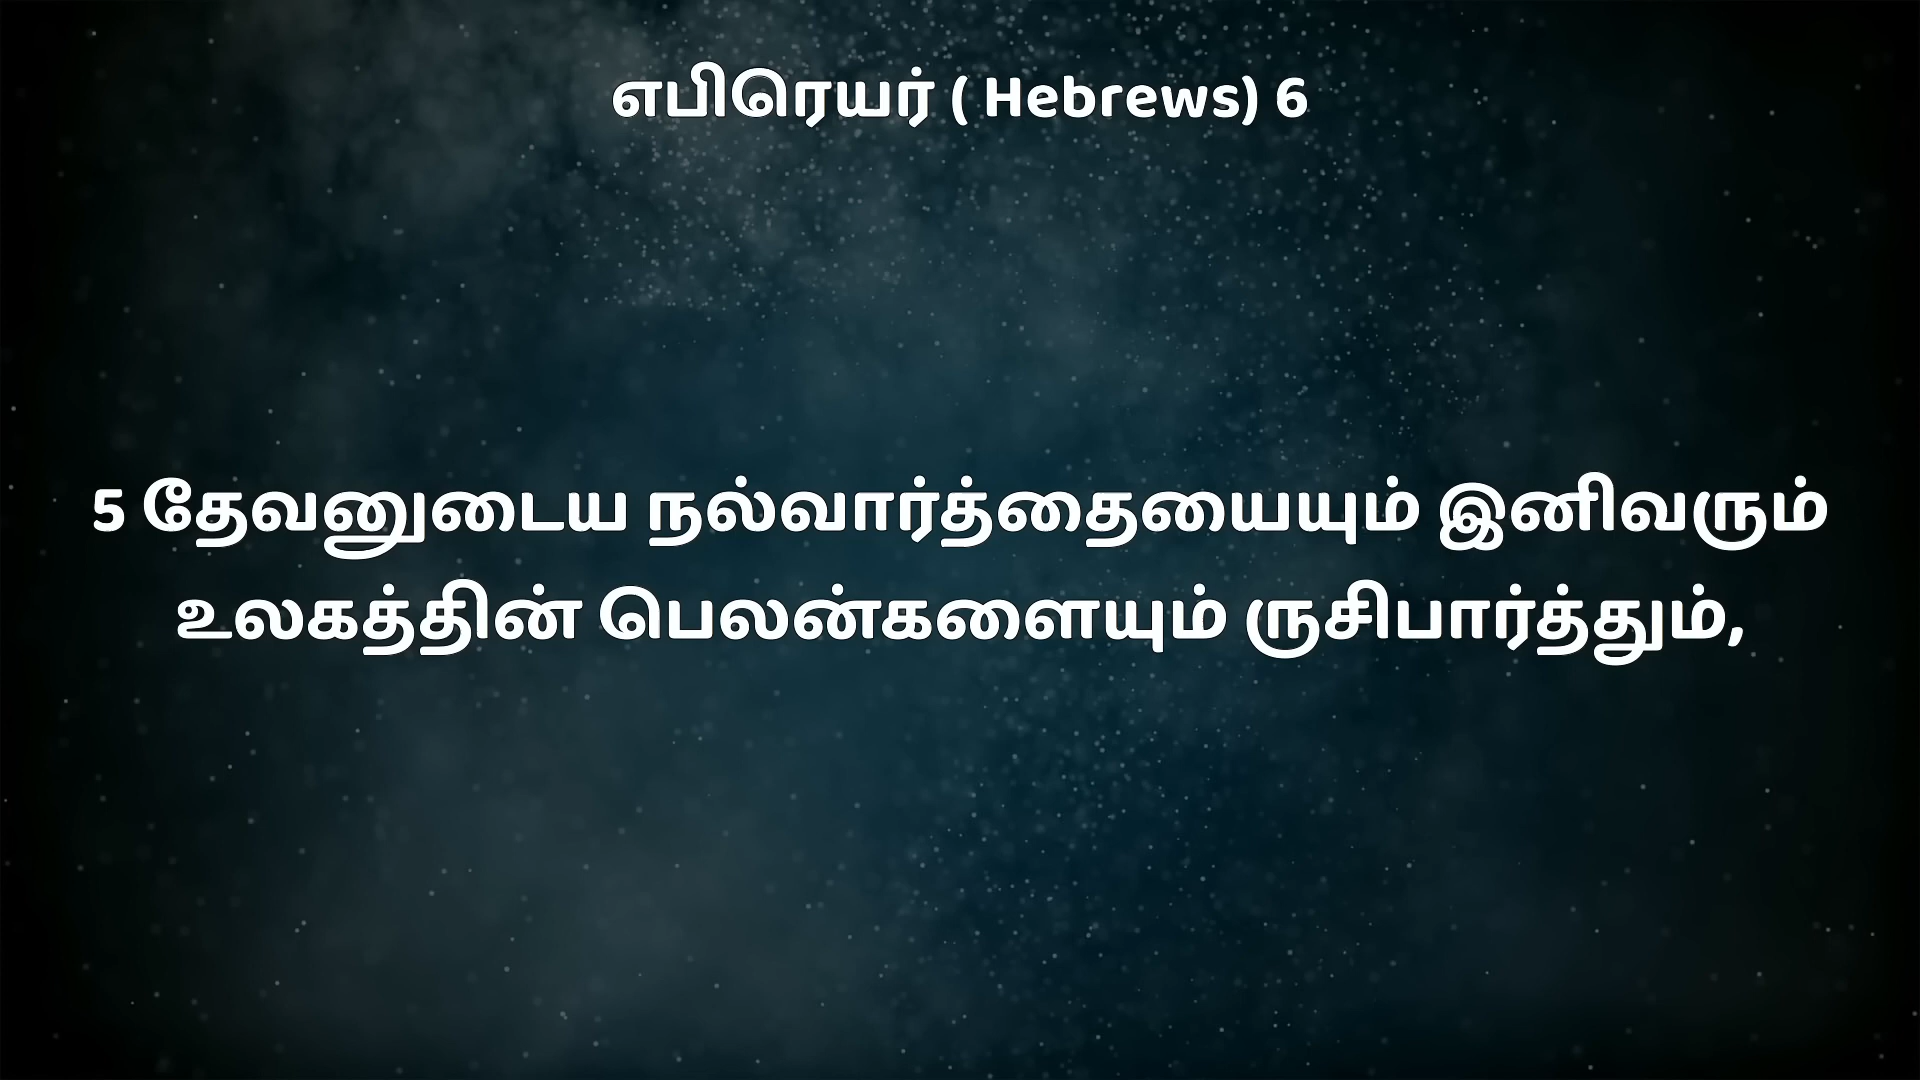 எபிரெயர் ( Hebrews) 6
5 தேவனுடைய நல்வார்த்தையையும் இனிவரும்
உலகத்தின் பெலன்களையும் ருசிபார்த்தும்,